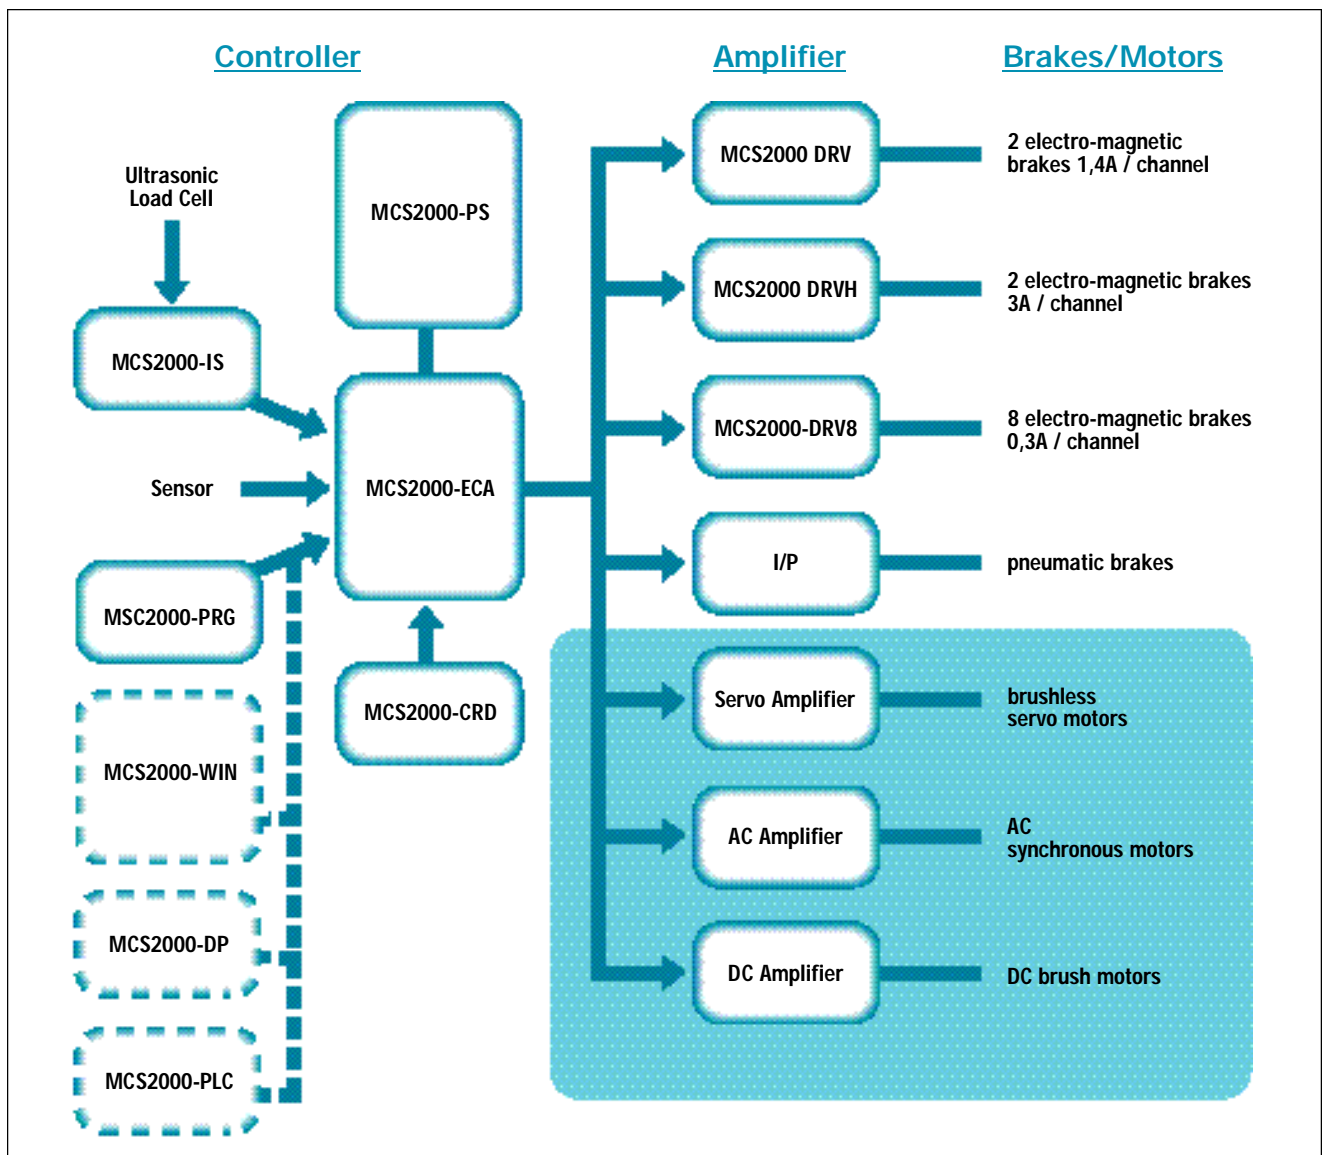 Controller
Amplifier
Brakes/Motors
Ultrasonic
Load Cell
MCS2000-PS
MCS2000-IS
MCS2000-ECA
Sensor
MSC2000-PRG
MCS2000-CRD
MCS2000-WIN
MCS2000-DP
MCS2000-PLC
MCS2000 DRV
2 electro-magnetic
brakes 1,4A / channel
MCS2000 DRVH
2 electro-magnetic brakes
3A / channel
MCS2000-DRV8
8 electro-magnetic brakes
0,3A / channel
I/P
pneumatic brakes
Servo Amplifier
brushless
servo motors
AC Amplifier
AC
synchronous motors
DC Amplifier
DC brush motors